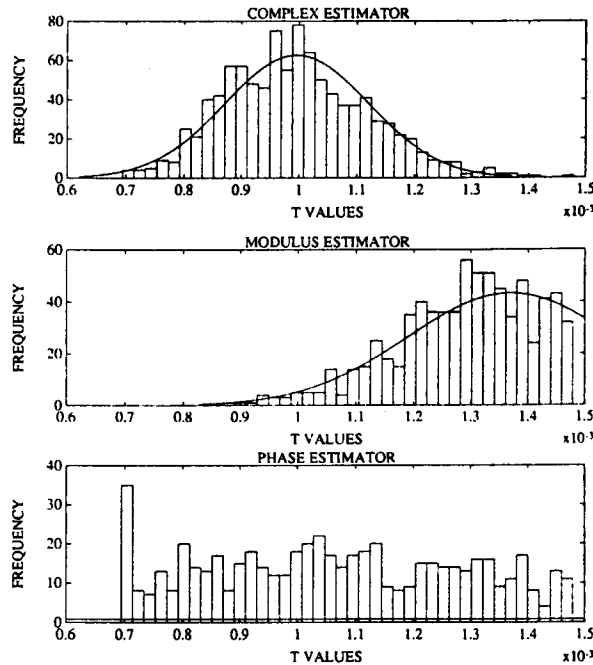 COMPLEX ESTIMATOR
80
60
40
20
0
FREQUENCY
0.6 0.7 0.8 0.9 1 1.1 1.2 1.3 1.4 1.5
T VALUES
x10-3
MODULUS ESTIMATOR
60
40
20
0
FREQUENCY
0.6 0.7 0.8 0.9 1 1.1 1.2 1.3 1.4 1.5
T VALUES
x10-3
PHASE ESTIMATOR
40
30
20
10
0
FREQUENCY
0.6 0.7 0.8 0.9 1 1.1 1.2 1.3 1.4 1.5
T VALUES
x10-3